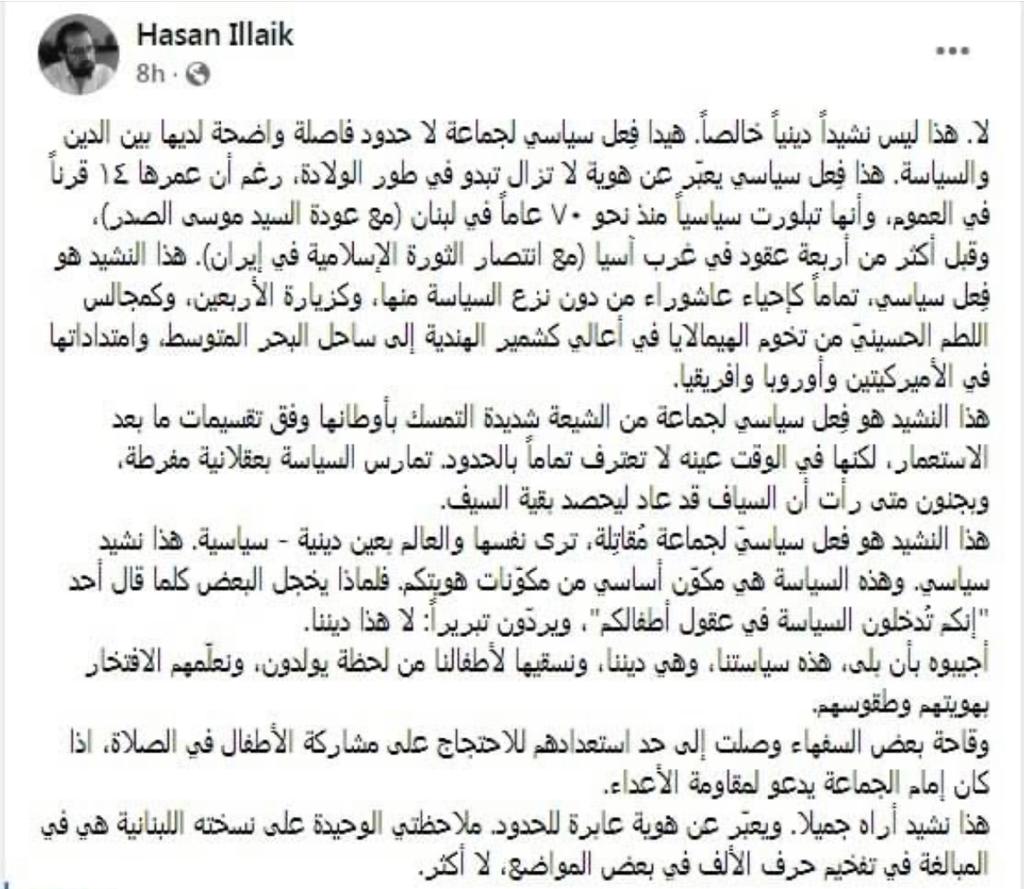 Hasan Illaik
8h ·
لا. هذا ليس نشيداً دينياً خالصاً. هيدا فِعل سياسي لجماعة لا حدود فاصلة واضحة لديها بين الدين
والسياسة. هذا فِعل سياسي يعبّر عن هوية لا تزال تبدو في طور الولادة، رغم أن عمرها ١٤ قرناً
في العموم، وأنها تبلورت سياسياً منذ نحو ٧٠ عاماً في لبنان (مع عودة السيد موسى الصدر)،
وقبل أكثر من أربعة عقود في غرب آسيا (مع انتصار الثورة الإسلامية في إيران). هذا النشيد هو
فِعل سياسي، تماماً كإحياء عاشوراء من دون نزع السياسة منها، وكزيارة الأربعين، وكمجالس
اللطم الحسينيّ من تخوم الهيمالايا في أعالي كشمير الهندية إلى ساحل البحر المتوسط، وامتداداتها
في الأميركيتين وأوروبا وافريقيا.
هذا النشيد هو فِعل سياسي لجماعة من الشيعة شديدة التمسك بأوطانها وفق تقسيمات ما بعد
الاستعمار، لكنها في الوقت عينه لا تعترف تماماً بالحدود. تمارس السياسة بعقلانية مفرطة،
وبجنون متى رأت أن السياف قد عاد ليحصد بقية السيف.
هذا النشيد هو فعل سياسيّ لجماعة مُقاتِلة، ترى نفسها والعالم بعين دينية - سياسية. هذا نشيد
سياسي. وهذه السياسة هي مكوّن أساسي من مكوّنات هويتكم. فلماذا يخجل البعض كلما قال أحد
"إنكم تُدخلون السياسة في عقول أطفالكم"، ويردّون تبريراً: لا هذا ديننا.
أجيبوه بأن بلى، هذه سياستنا، وهي ديننا، ونسقيها لأطفالنا من لحظة يولدون، ونعلّمهم الافتخار
بهويتهم وطقوسهم.
وقاحة بعض السفهاء وصلت إلى حد استعدادهم للاحتجاج على مشاركة الأطفال في الصلاة، اذا
كان إمام الجماعة يدعو لمقاومة الأعداء.
هذا نشيد أراه جميلا. ويعبّر عن هوية عابرة للحدود. ملاحظتي الوحيدة على نسخته اللبنانية هي في
المبالغة في تفخيم حرف الألف في بعض المواضع، لا أكثر.